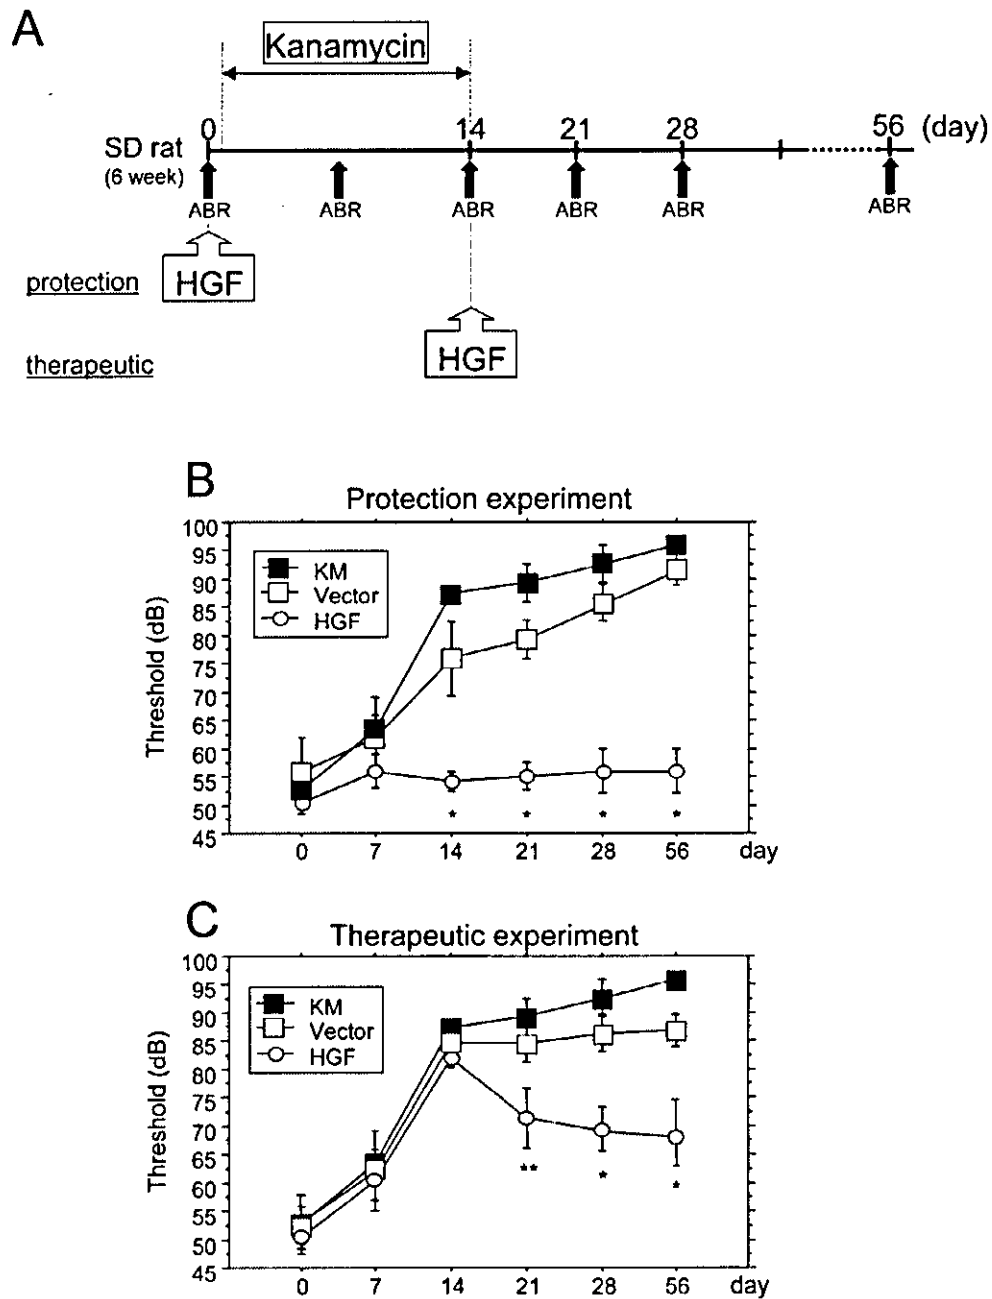 A
Kanamycin
0 14 21 28 56 (day)
SD rat
(6 week)
ABR ABR ABR ABR ABR ABR
protection HGF
therapeutic HGF
B
Protection experiment
100
95
90
85
80
75
70
65
60
55
50
45
Threshold (dB)
KM
Vector
HGF
* * * *
0 7 14 21 28 56 day
C
Therapeutic experiment
100
95
90
85
80
75
70
65
60
55
50
45
Threshold (dB)
KM
Vector
HGF
** * *
0 7 14 21 28 56 day